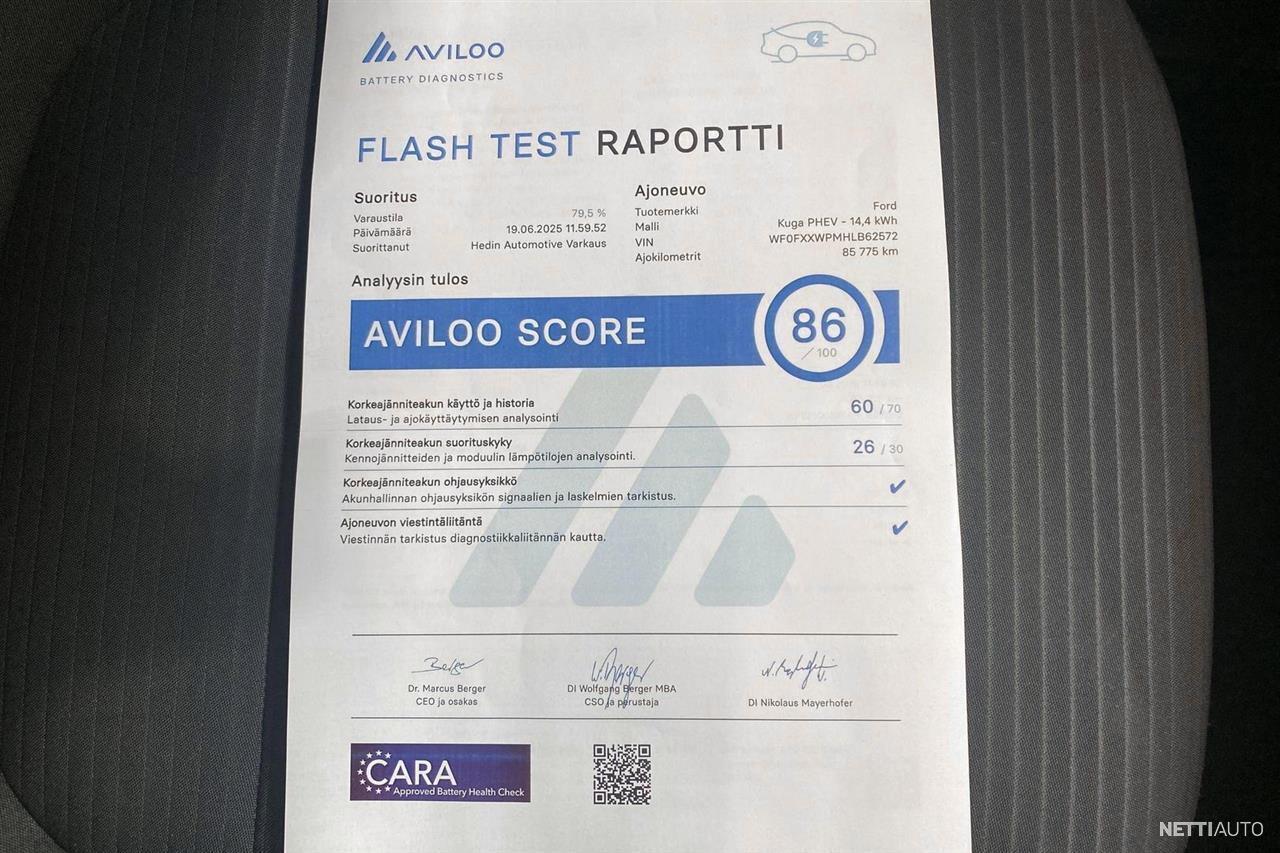 AVILOO
BATTERY DIAGNOSTICS
FLASH TEST RAPORTTI
Suoritus
Varaustila 79,5 %
Päivämäärä 19.06.2025 11.59.52
Suorittanut Hedin Automotive Varkaus
Ajoneuvo
Tuotemerkki Ford
Malli Kuga PHEV - 14,4 kWh
VIN WF0FXXWPMHLB62572
Ajokilometrit 85 775 km
Analyysin tulos
AVILOO SCORE 86 / 100
Korkeajänniteakun käyttö ja historia 60 / 70
Lataus- ja ajokäyttäytymisen analysointi
Korkeajänniteakun suorituskyky 26 / 30
Kennojännitteiden ja moduulin lämpötilojen analysointi.
Korkeajänniteakun ohjausyksikkö ✔
Akunhallinnan ohjausyksikön signaalien ja laskelmien tarkistus.
Ajoneuvon viestintäliitäntä ✔
Viestinnän tarkistus diagnostiikkaliitännän kautta.
Dr. Marcus Berger
CEO ja osakas
DI Wolfgang Berger MBA
CSO ja perustaja
DI Nikolaus Mayerhofer
CARA
Approved Battery Health Check
NETTIAUTO